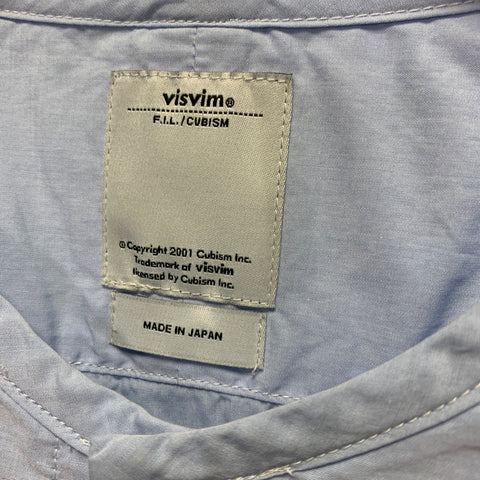 visvim®
F.I.L./CUBISM
© Copyright 2001 Cubism Inc.
Trademark of visvim
licensed by Cubism Inc.
MADE IN JAPAN